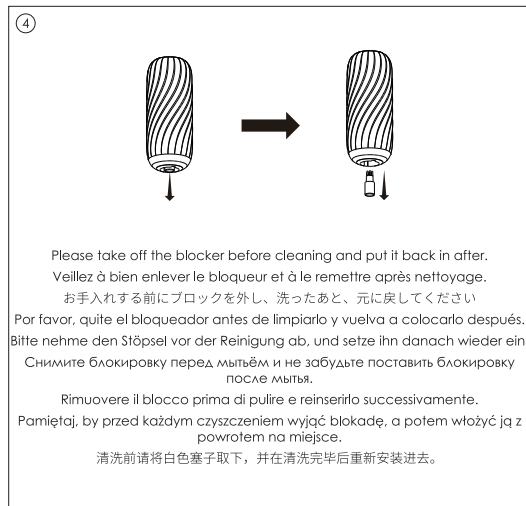 4
Please take off the blocker before cleaning and put it back in after.
Veillez à bien enlever le bloqueur et à le remettre après nettoyage.
お手入れする前にブロックを外し、洗ったあと、元に戻してください
Por favor, quite el bloqueador antes de limpiarlo y vuelva a colocarlo después.
Bitte nehme den Stöpsel vor der Reinigung ab, und setze ihn danach wieder ein
Снимите блокировку перед мытьём и не забудьте поставить блокировку
после мытья.
Rimuovere il blocco prima di pulire e reinserirlo successivamente.
Pamiętaj, by przed każdym czyszczeniem wyjąć blokadę, a potem włożyć ją z
powrotem na miejsce.
清洗前请将白色塞子取下，并在清洗完毕后重新安装进去。